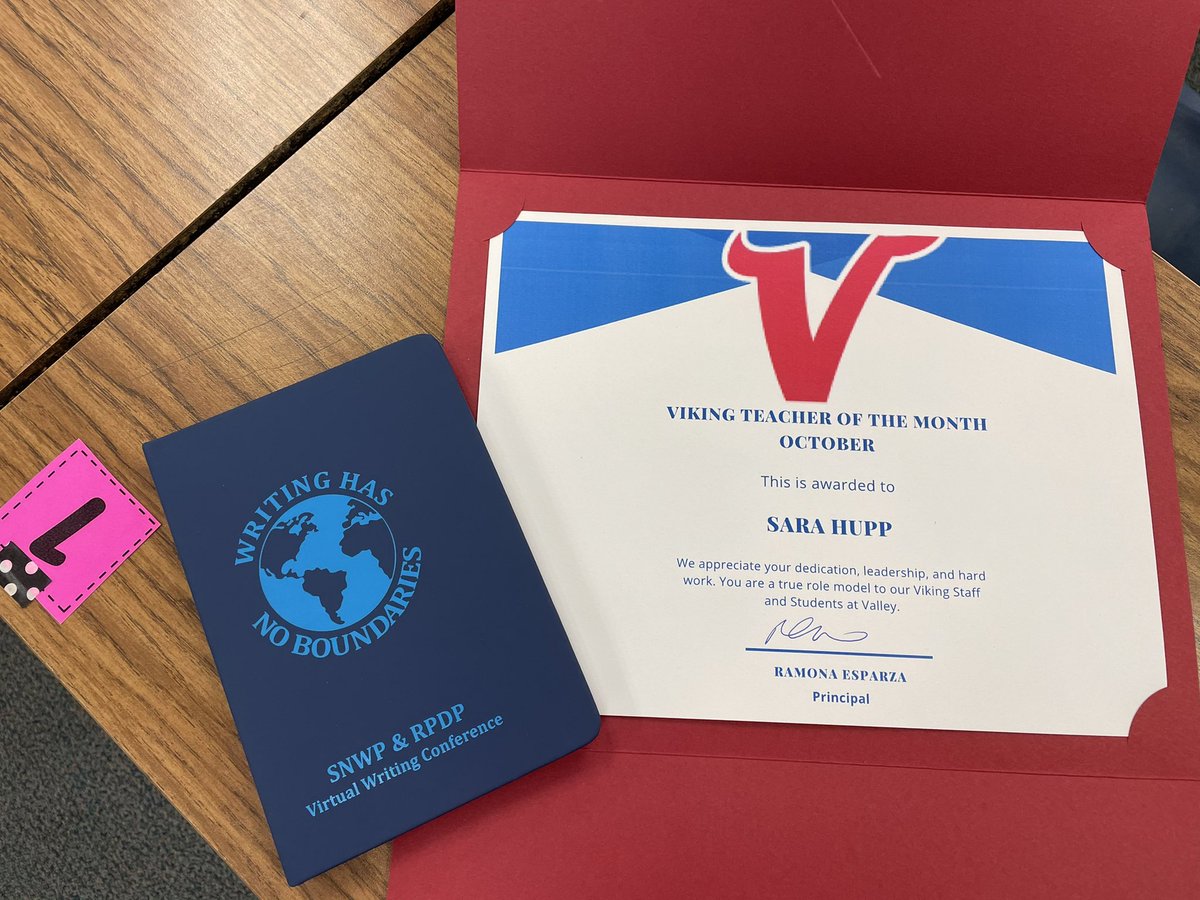 1
WRITING HAS
NO BOUNDARIES
SNWP & RPDP
Virtual Writing Conference
V
VIKING TEACHER OF THE MONTH
OCTOBER
This is awarded to
SARA HUPP
We appreciate your dedication, leadership, and hard
work. You are a true role model to our Viking Staff
and Students at Valley.
RAMONA ESPARZA
Principal